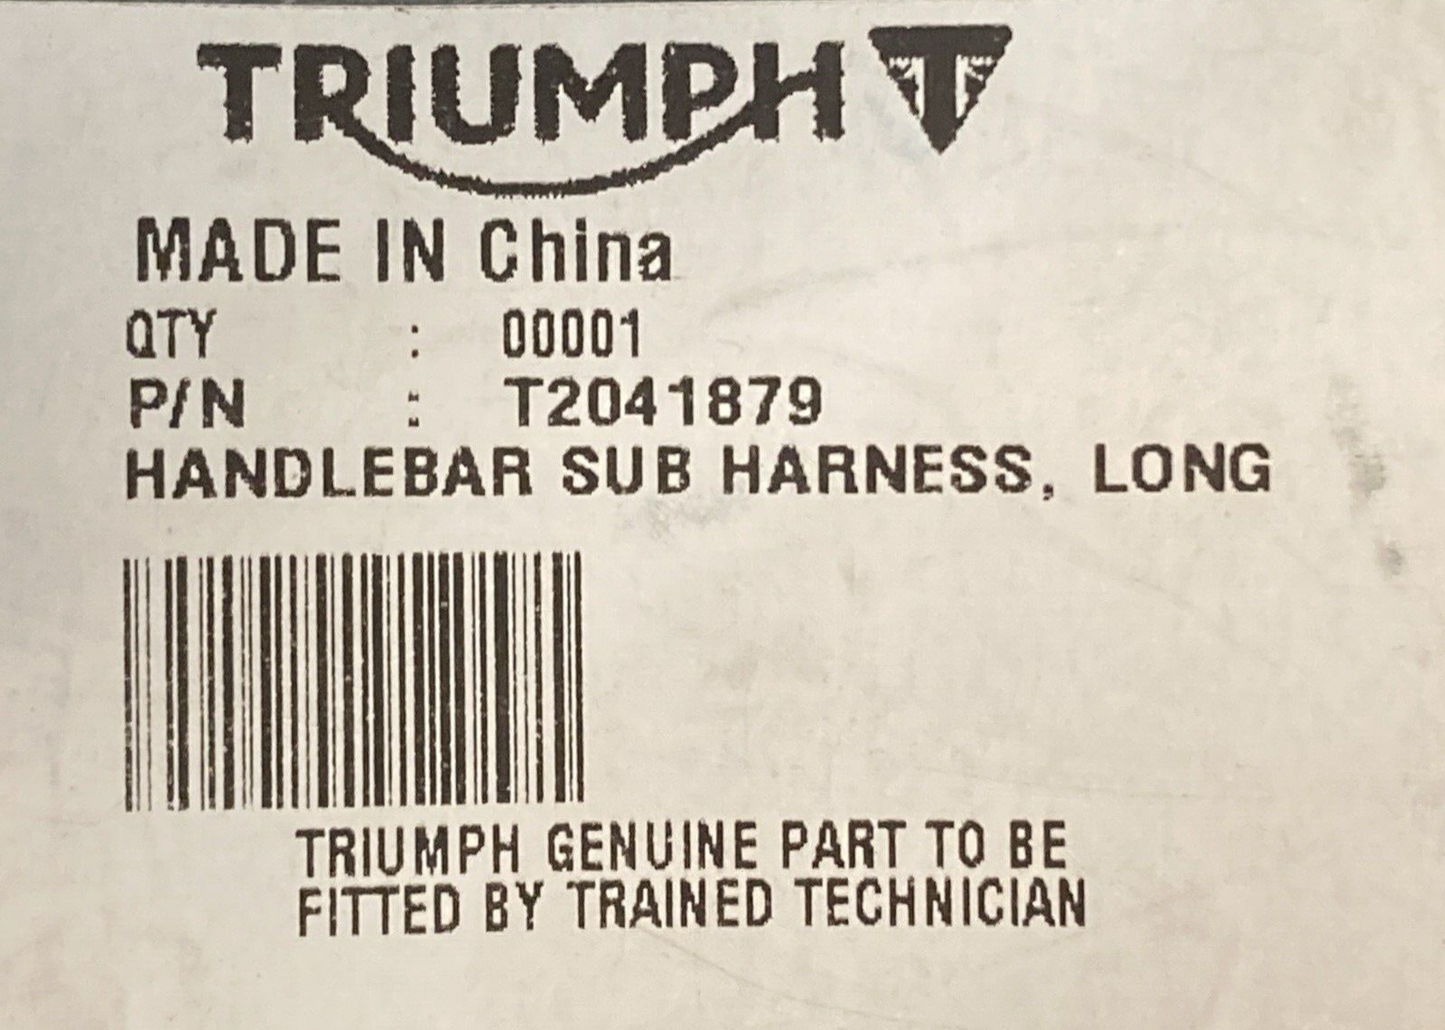 TRIUMPH T
MADE IN China
QTY : 00001
P/N : T2041879
HANDLEBAR SUB HARNESS, LONG
TRIUMPH GENUINE PART TO BE
FITTED BY TRAINED TECHNICIAN